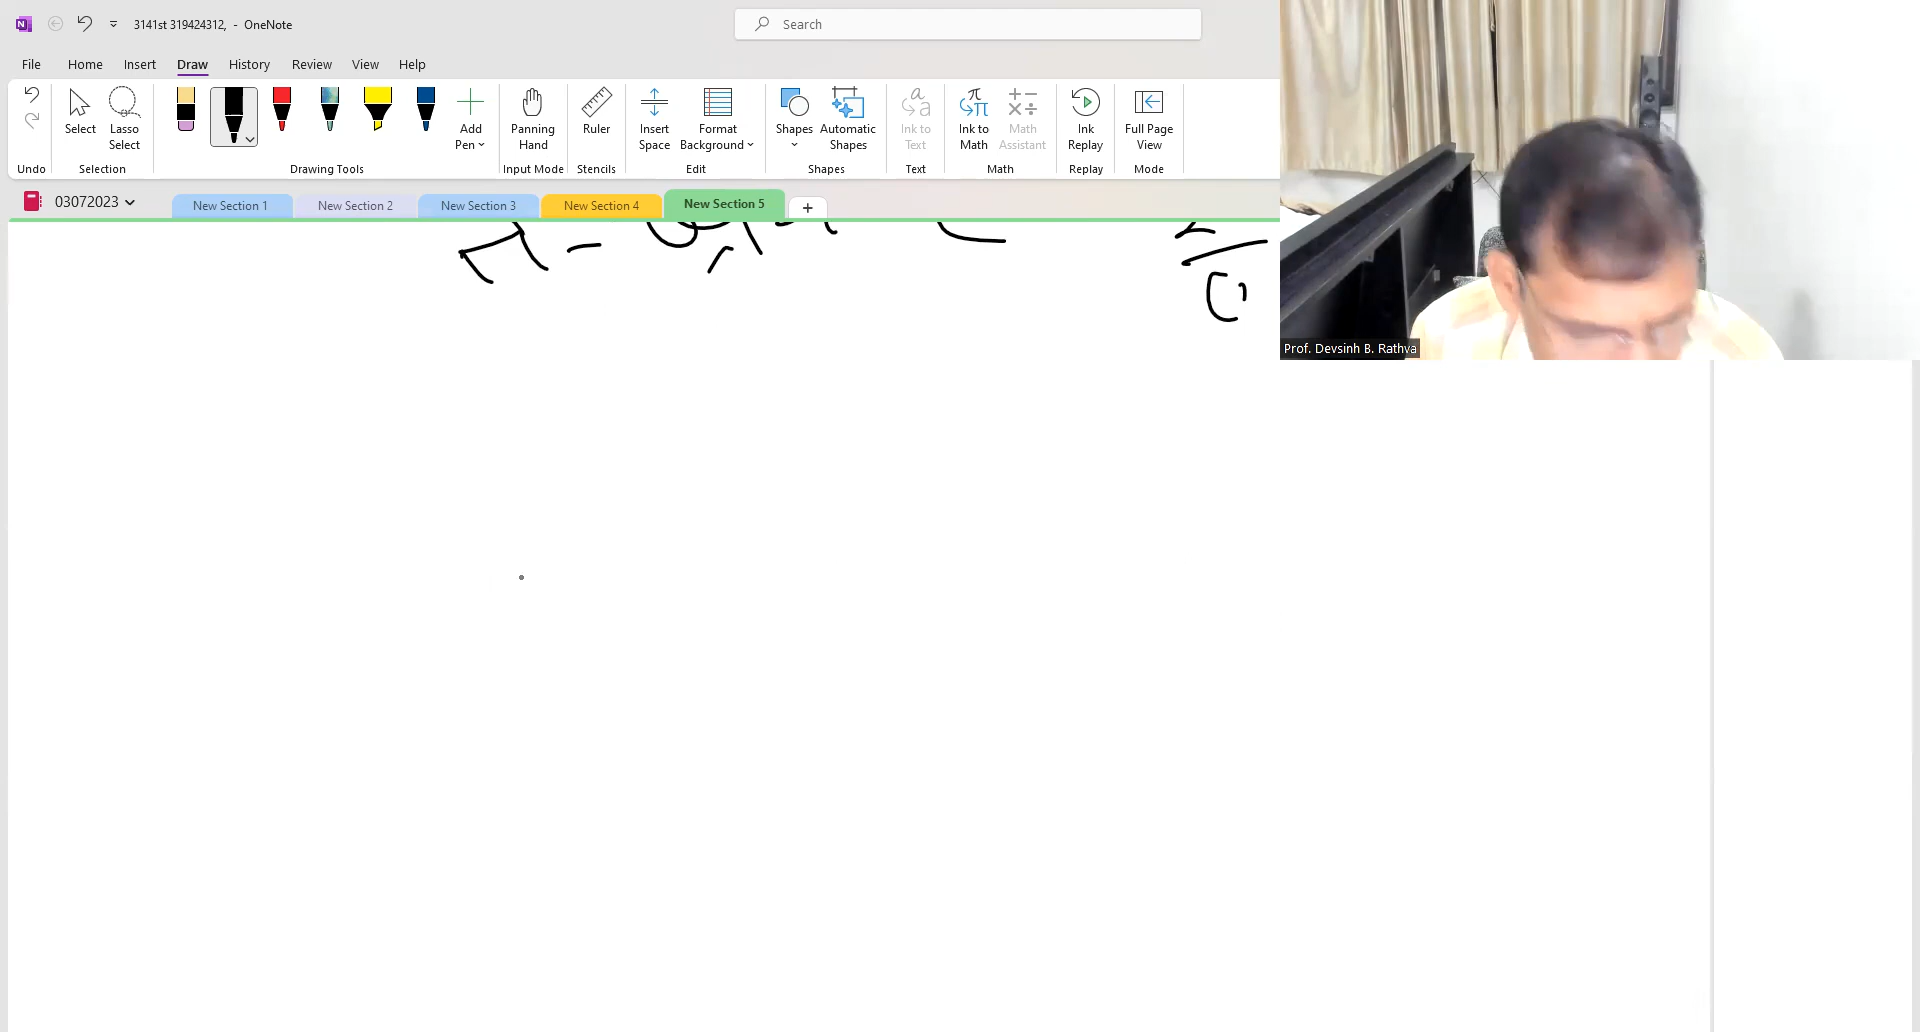 3141st 319424312, - OneNote
Search
File Home Insert Draw History Review View Help
Select
Lasso Select
Add Pen
Panning Hand
Ruler
Insert Space
Format Background
Shapes
Automatic Shapes
Ink to Text
Ink to Math
Math Assistant
Ink Replay
Full Page View
Undo Selection Drawing Tools Input Mode Stencils Edit Shapes Text Math Replay Mode
03072023 New Section 1 New Section 2 New Section 3 New Section 4 New Section 5
Prof. Devsinh B. Rathva